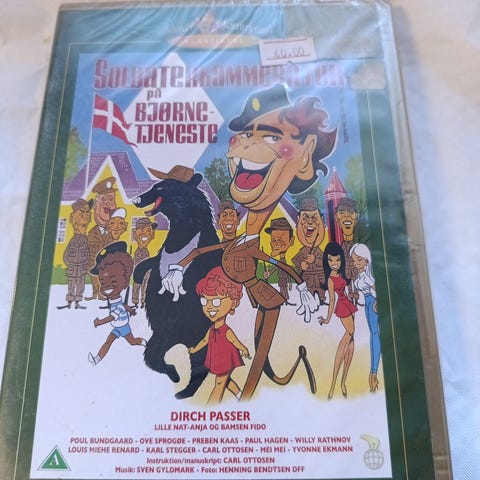 40.00
SOLDATERKAMMERATER
på
BJØRNE-
TJENESTE
DIRCH PASSER
LILLE NAT-ANJA OG BAMSEN FIDO
POUL BUNDGAARD - OVE SPROGØE - PREBEN KAAS - PAUL HAGEN - WILLY RATHNOV
LOUIS MIEHE RENARD - KARL STEGGER - CARL OTTOSEN - MEI MEI - YVONNE EKMANN
Instruktion/manuskript: CARL OTTOSEN
Musik: SVEN GYLDMARK - Foto: HENNING BENDTSEN DFF
A